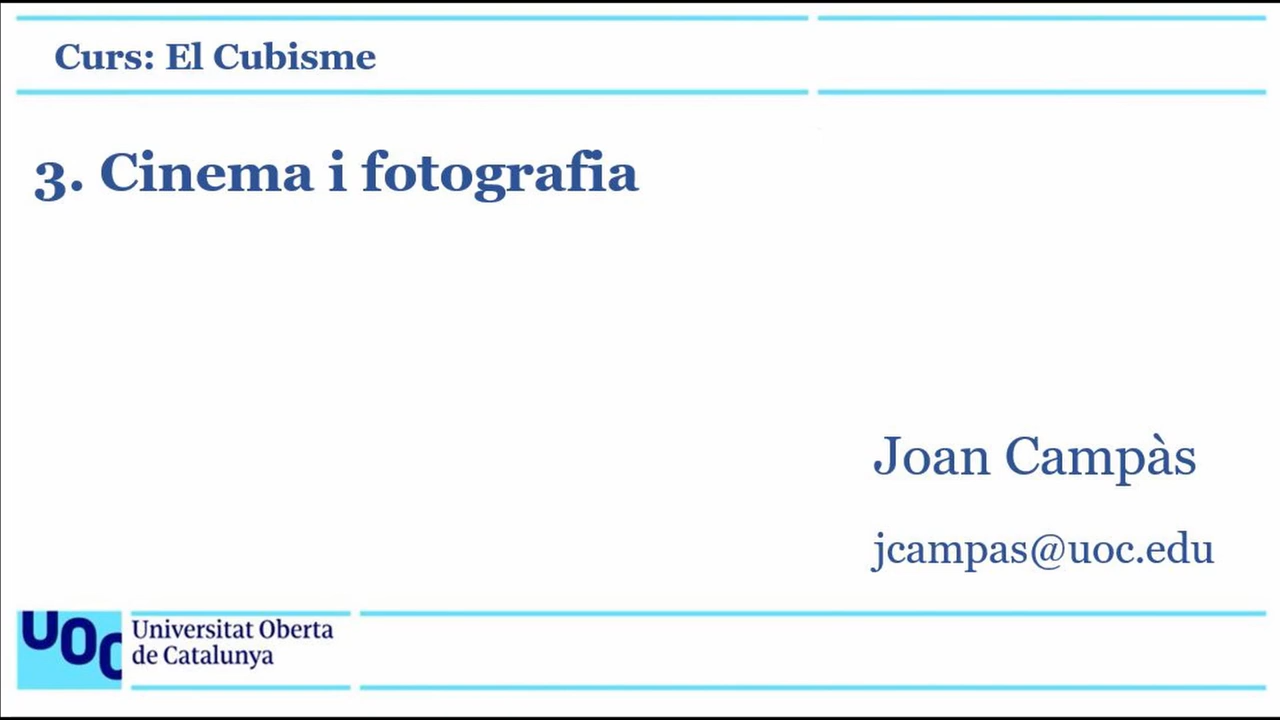 Curs: El Cubisme
3. Cinema i fotografia
Joan Campàs
jcampas@uoc.edu
UOC
Universitat Oberta
de Catalunya